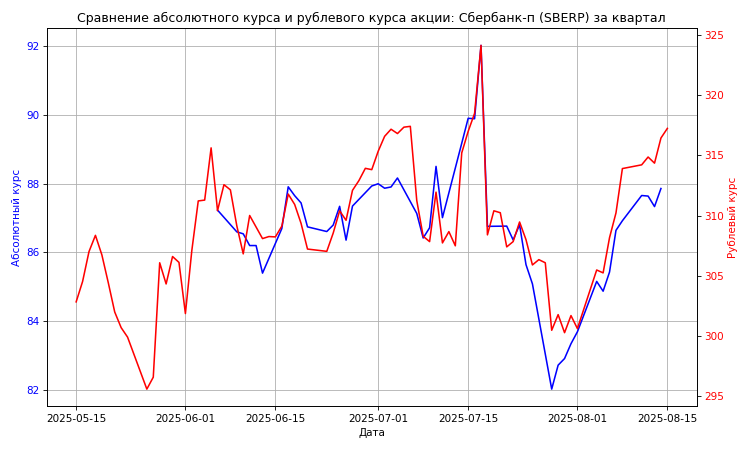 Сравнение абсолютного курса и рублевого курса акции: Сбербанк-п (SBERP) за квартал
Абсолютный курс
92
90
88
86
84
82
325
320
315
310
305
300
295
Рублевый курс
2025-05-15 2025-06-01 2025-06-15 2025-07-01 2025-07-15 2025-08-01 2025-08-15
Дата